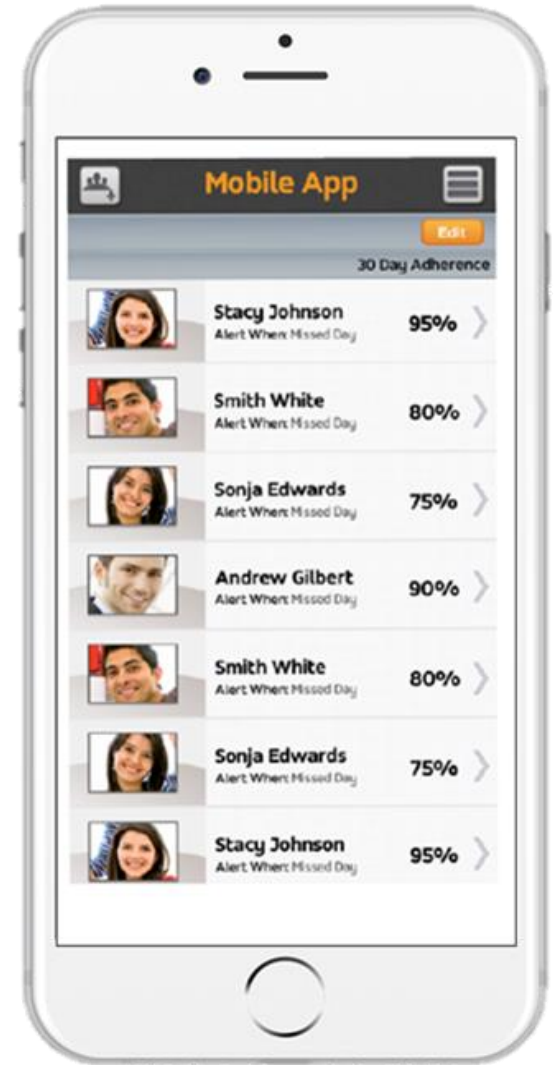 Mobile App
Edit
30 Day Adherence
Stacy Johnson
Alert When: Missed Day
95%
Smith White
Alert When: Missed Day
80%
Sonja Edwards
Alert When: Missed Day
75%
Andrew Gilbert
Alert When: Missed Day
90%
Smith White
Alert When: Missed Day
80%
Sonja Edwards
Alert When: Missed Day
75%
Stacy Johnson
Alert When: Missed Day
95%